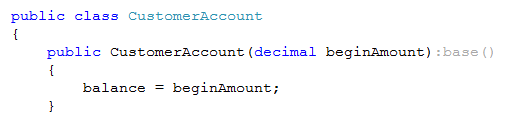 public class CustomerAccount
{
public CustomerAccount(decimal beginAmount):base()
{
balance = beginAmount;
}